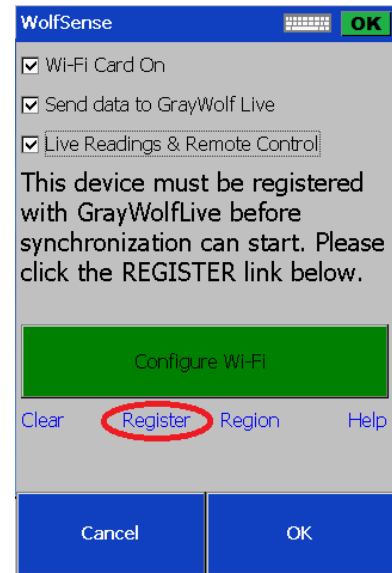 WolfSense OK
Wi-Fi Card On
Send data to GrayWolf Live
Live Readings & Remote Control
This device must be registered
with GrayWolfLive before
synchronization can start. Please
click the REGISTER link below.
Configure Wi-Fi
Clear Register Region Help
Cancel OK